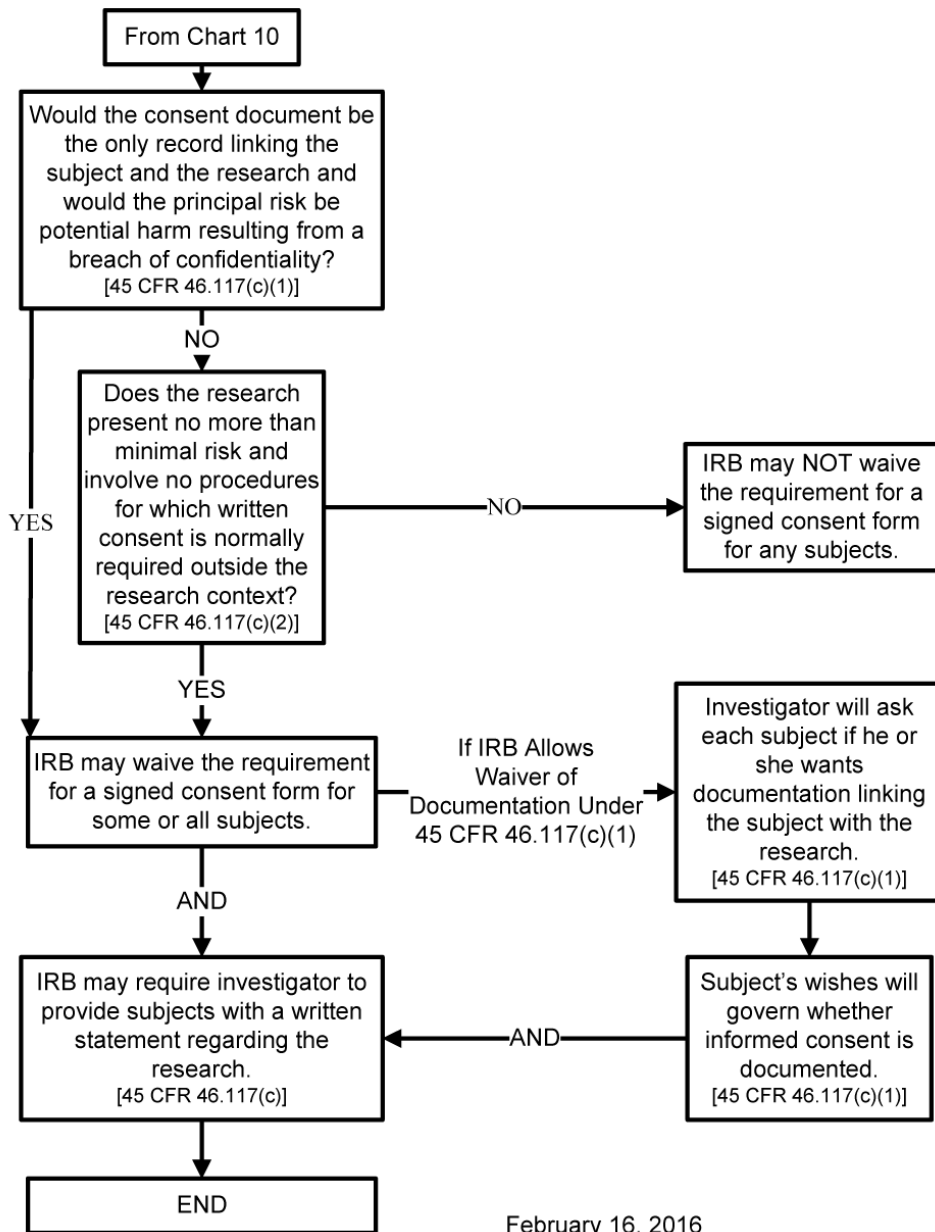 From Chart 10
Would the consent document be
the only record linking the
subject and the research and
would the principal risk be
potential harm resulting from a
breach of confidentiality?
[45 CFR 46.117(c)(1)]
NO
YES
Does the research
present no more than
minimal risk and
involve no procedures
for which written
consent is normally
required outside the
research context?
[45 CFR 46.117(c)(2)]
NO
IRB may NOT waive
the requirement for a
signed consent form
for any subjects.
YES
IRB may waive the requirement
for a signed consent form for
some or all subjects.
If IRB Allows
Waiver of
Documentation Under
45 CFR 46.117(c)(1)
Investigator will ask
each subject if he or
she wants
documentation linking
the subject with the
research.
[45 CFR 46.117(c)(1)]
AND
Subject's wishes will
govern whether
informed consent is
documented.
[45 CFR 46.117(c)(1)]
AND
IRB may require investigator to
provide subjects with a written
statement regarding the
research.
[45 CFR 46.117(c)]
END
February 16, 2016